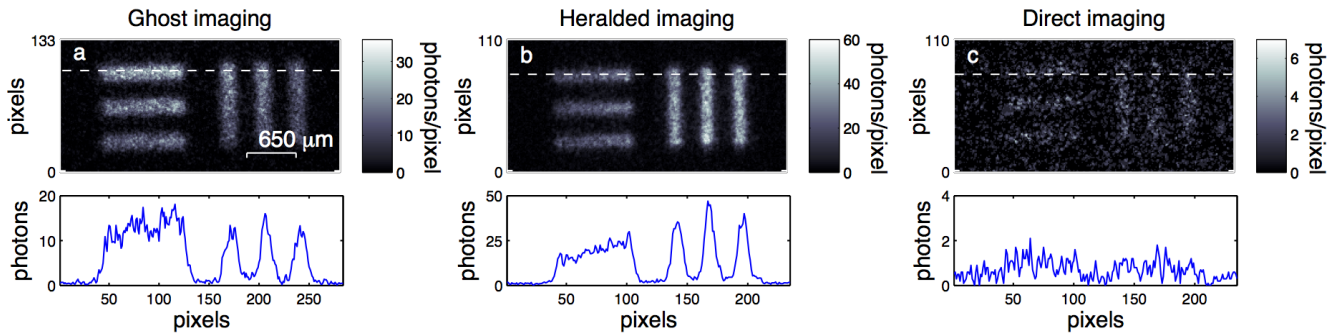 Ghost imaging
133
a
pixels
0
650 μm
30
20
10
0
photons/pixel
20
10
0
photons
50 100 150 200 250
pixels
Heralded imaging
110
b
pixels
0
60
40
20
0
photons/pixel
50
25
0
photons
50 100 150 200
pixels
Direct imaging
110
c
pixels
0
6
4
2
0
photons/pixel
4
2
0
photons
50 100 150 200
pixels